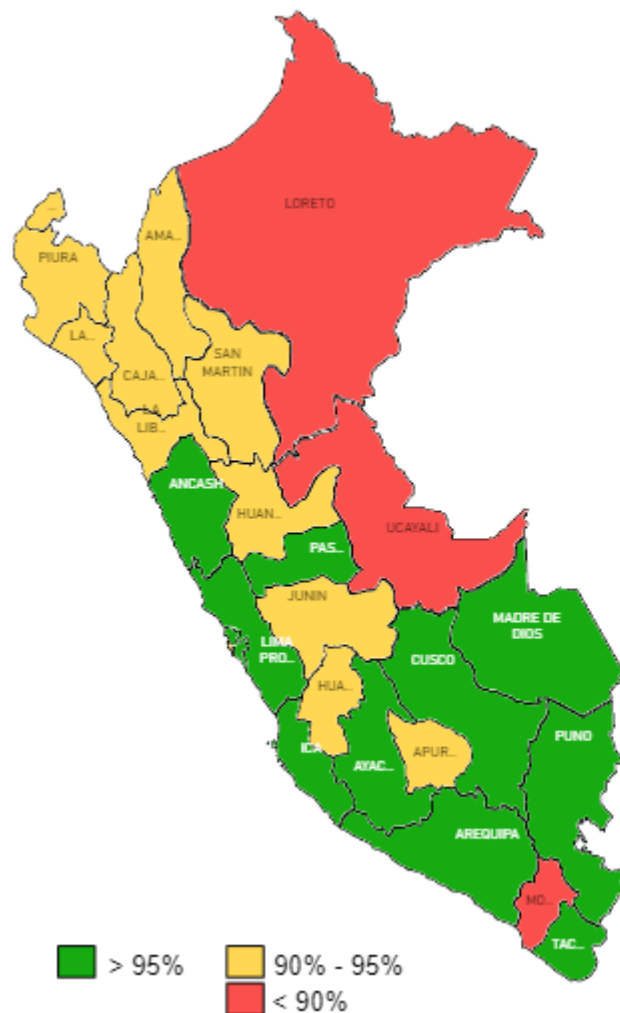 LORETO
...
AMA...
PIURA
LA...
SAN
MARTIN
CAJA...
LA
LIB...
ANCASH
HUAN...
UCAYALI
PAS...
JUNIN
MADRE DE
DIOS
LIMA
PRO...
CUSCO
HUA...
PUNO
ICA
AYAC...
APUR...
AREQUIPA
MO...
TAC...
> 95%
90% - 95%
< 90%